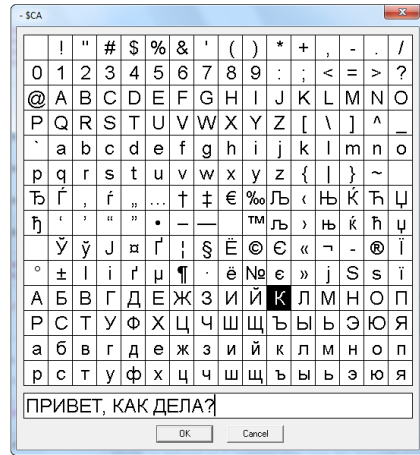 - $CA
! " # $ % & ' ( ) * + , - . /
0 1 2 3 4 5 6 7 8 9 : ; < = > ?
@ A B C D E F G H I J K L M N O
P Q R S T U V W X Y Z [ \ ] ^ _
` a b c d e f g h i j k l m n o
p q r s t u v w x y z { | } ~
Ђ Ѓ ‚ ѓ „ … † ‡ € ‰ Љ ‹ Њ Ќ Ћ Џ
ђ ‘ ’ “ ” • – — ™ љ › њ ќ ћ џ
Ў ў Ј ¤ Ґ ¦ § Ё © Є « ¬ - ® Ї
° ± І і ґ µ ¶ · ё № є » ј Ѕ ѕ ї
А Б В Г Д Е Ж З И Й К Л М Н О П
Р С Т У Ф Х Ц Ч Ш Щ Ъ Ы Ь Э Ю Я
а б в г д е ж з и й к л м н о п
р с т у ф х ц ч ш щ ъ ы ь э ю я
ПРИВЕТ, КАК ДЕЛА?
OK Cancel